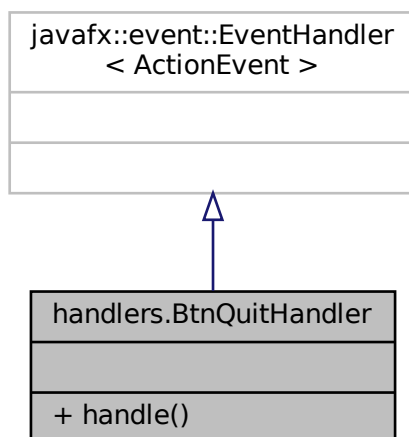 javafx::event::EventHandler
< ActionEvent >
handlers.BtnQuitHandler
+ handle()